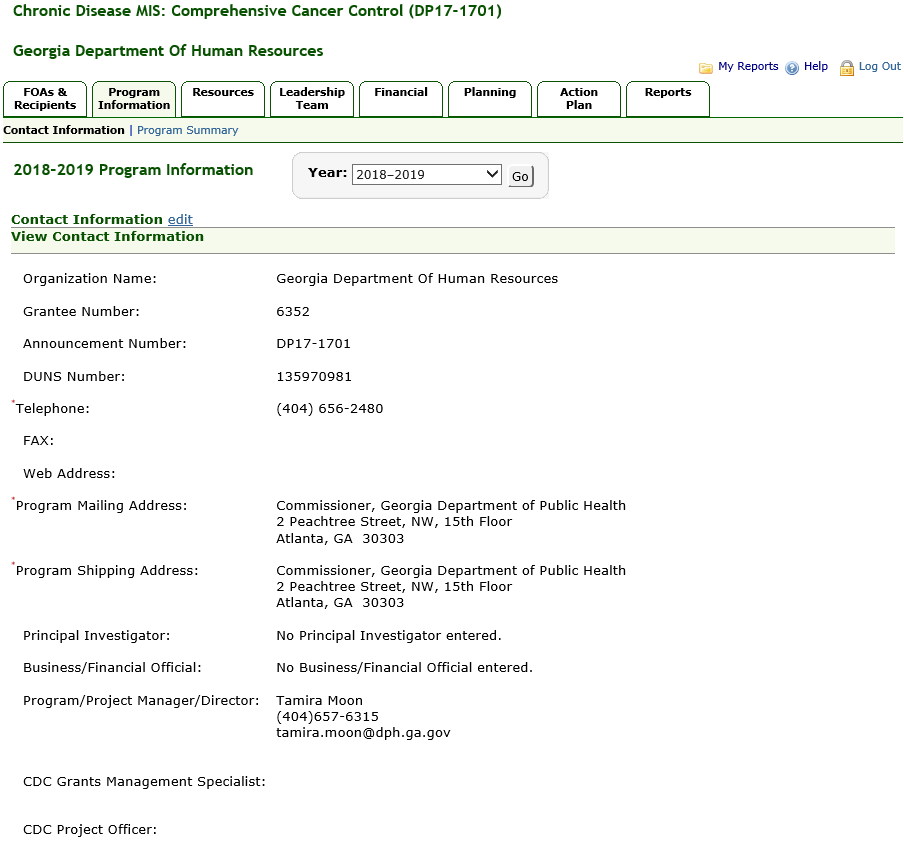 Chronic Disease MIS: Comprehensive Cancer Control (DP17-1701)
Georgia Department Of Human Resources
My Reports Help Log Out
FOAs & Recipients
Program Information
Resources
Leadership Team
Financial
Planning
Action Plan
Reports
Contact Information | Program Summary
2018-2019 Program Information
Year: 2018-2019 Go
Contact Information edit
View Contact Information
Organization Name: Georgia Department Of Human Resources
Grantee Number: 6352
Announcement Number: DP17-1701
DUNS Number: 135970981
*Telephone: (404) 656-2480
FAX:
Web Address:
*Program Mailing Address: Commissioner, Georgia Department of Public Health
2 Peachtree Street, NW, 15th Floor
Atlanta, GA 30303
*Program Shipping Address: Commissioner, Georgia Department of Public Health
2 Peachtree Street, NW, 15th Floor
Atlanta, GA 30303
Principal Investigator: No Principal Investigator entered.
Business/Financial Official: No Business/Financial Official entered.
Program/Project Manager/Director: Tamira Moon
(404)657-6315
tamira.moon@dph.ga.gov
CDC Grants Management Specialist:
CDC Project Officer: